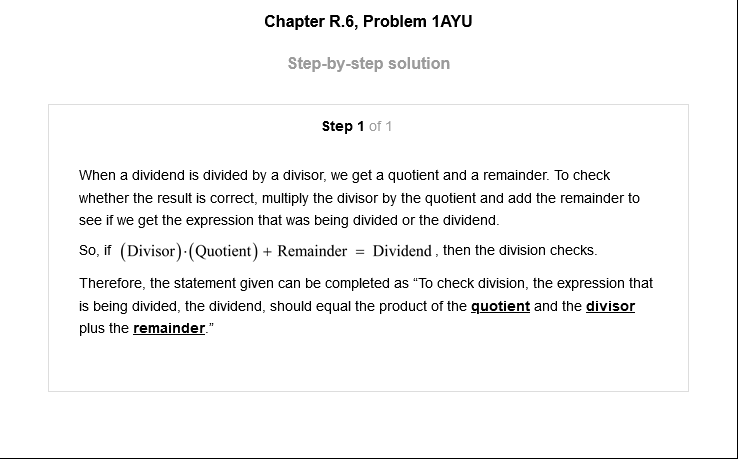 Chapter R.6, Problem 1AYU
Step-by-step solution
Step 1 of 1
When a dividend is divided by a divisor, we get a quotient and a remainder. To check
whether the result is correct, multiply the divisor by the quotient and add the remainder to
see if we get the expression that was being divided or the dividend.
So, if (Divisor)·(Quotient) + Remainder = Dividend, then the division checks.
Therefore, the statement given can be completed as “To check division, the expression that
is being divided, the dividend, should equal the product of the quotient and the divisor
plus the remainder.”